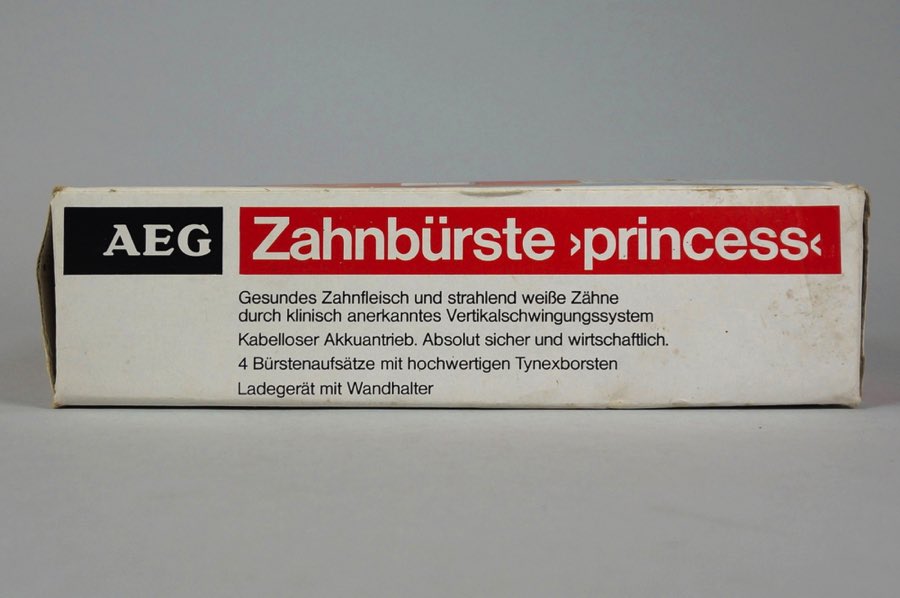 AEG
Zahnbürste ›princess‹
Gesundes Zahnfleisch und strahlend weiße Zähne
durch klinisch anerkanntes Vertikalschwingungssystem
Kabelloser Akkuantrieb. Absolut sicher und wirtschaftlich.
4 Bürstenaufsätze mit hochwertigen Tynexborsten
Ladegerät mit Wandhalter